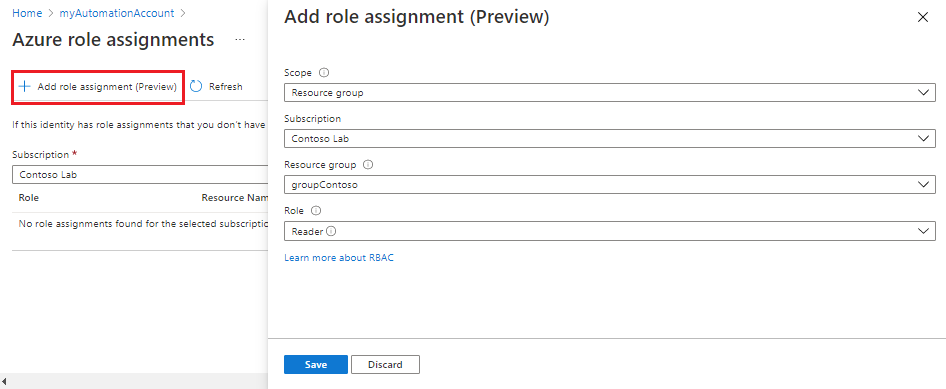 Home > myAutomationAccount >
Azure role assignments ...
+ Add role assignment (Preview) Refresh
If this identity has role assignments that you don't have
Subscription *
Contoso Lab
Role Resource Nam
No role assignments found for the selected subscriptio
Add role assignment (Preview)
Scope
Resource group
Subscription
Contoso Lab
Resource group
groupContoso
Role
Reader
Learn more about RBAC
Save Discard